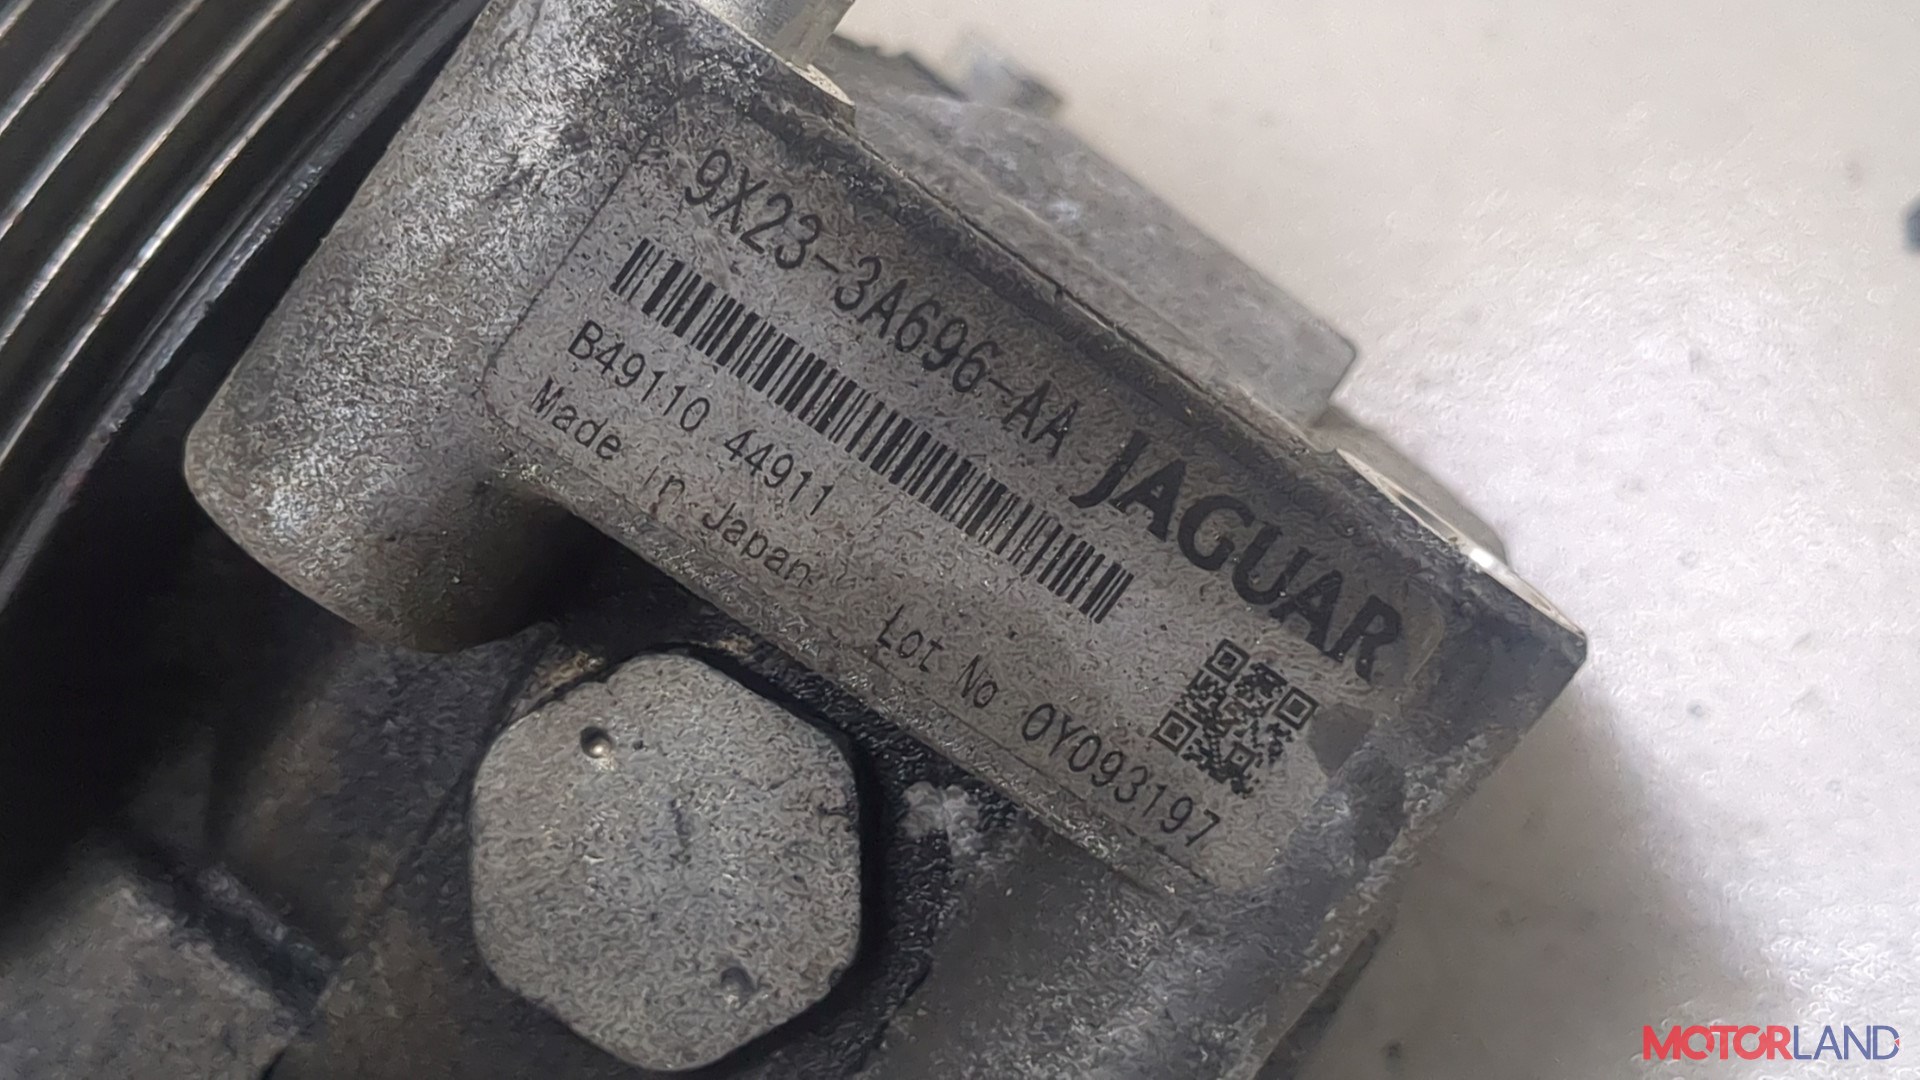 9X23-3A696-AA JAGUAR
B49110 44911
Made in Japan Lot No 0Y093197
MOTORLAND